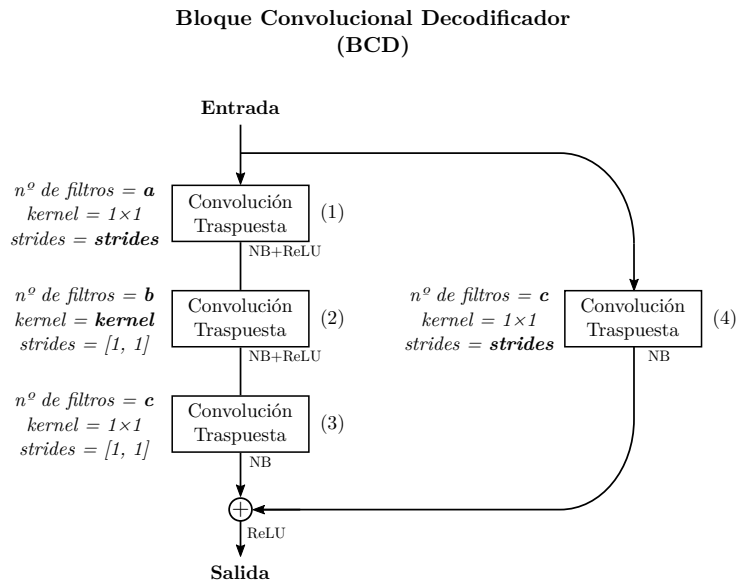 Bloque Convolucional Decodificador
(BCD)
Entrada
nº de filtros = a
kernel = 1×1
strides = strides
Convolución
Traspuesta
(1)
NB+ReLU
nº de filtros = b
kernel = kernel
strides = [1, 1]
Convolución
Traspuesta
(2)
NB+ReLU
nº de filtros = c
kernel = 1×1
strides = strides
Convolución
Traspuesta
(4)
NB
nº de filtros = c
kernel = 1×1
strides = [1, 1]
Convolución
Traspuesta
(3)
NB
+
ReLU
Salida